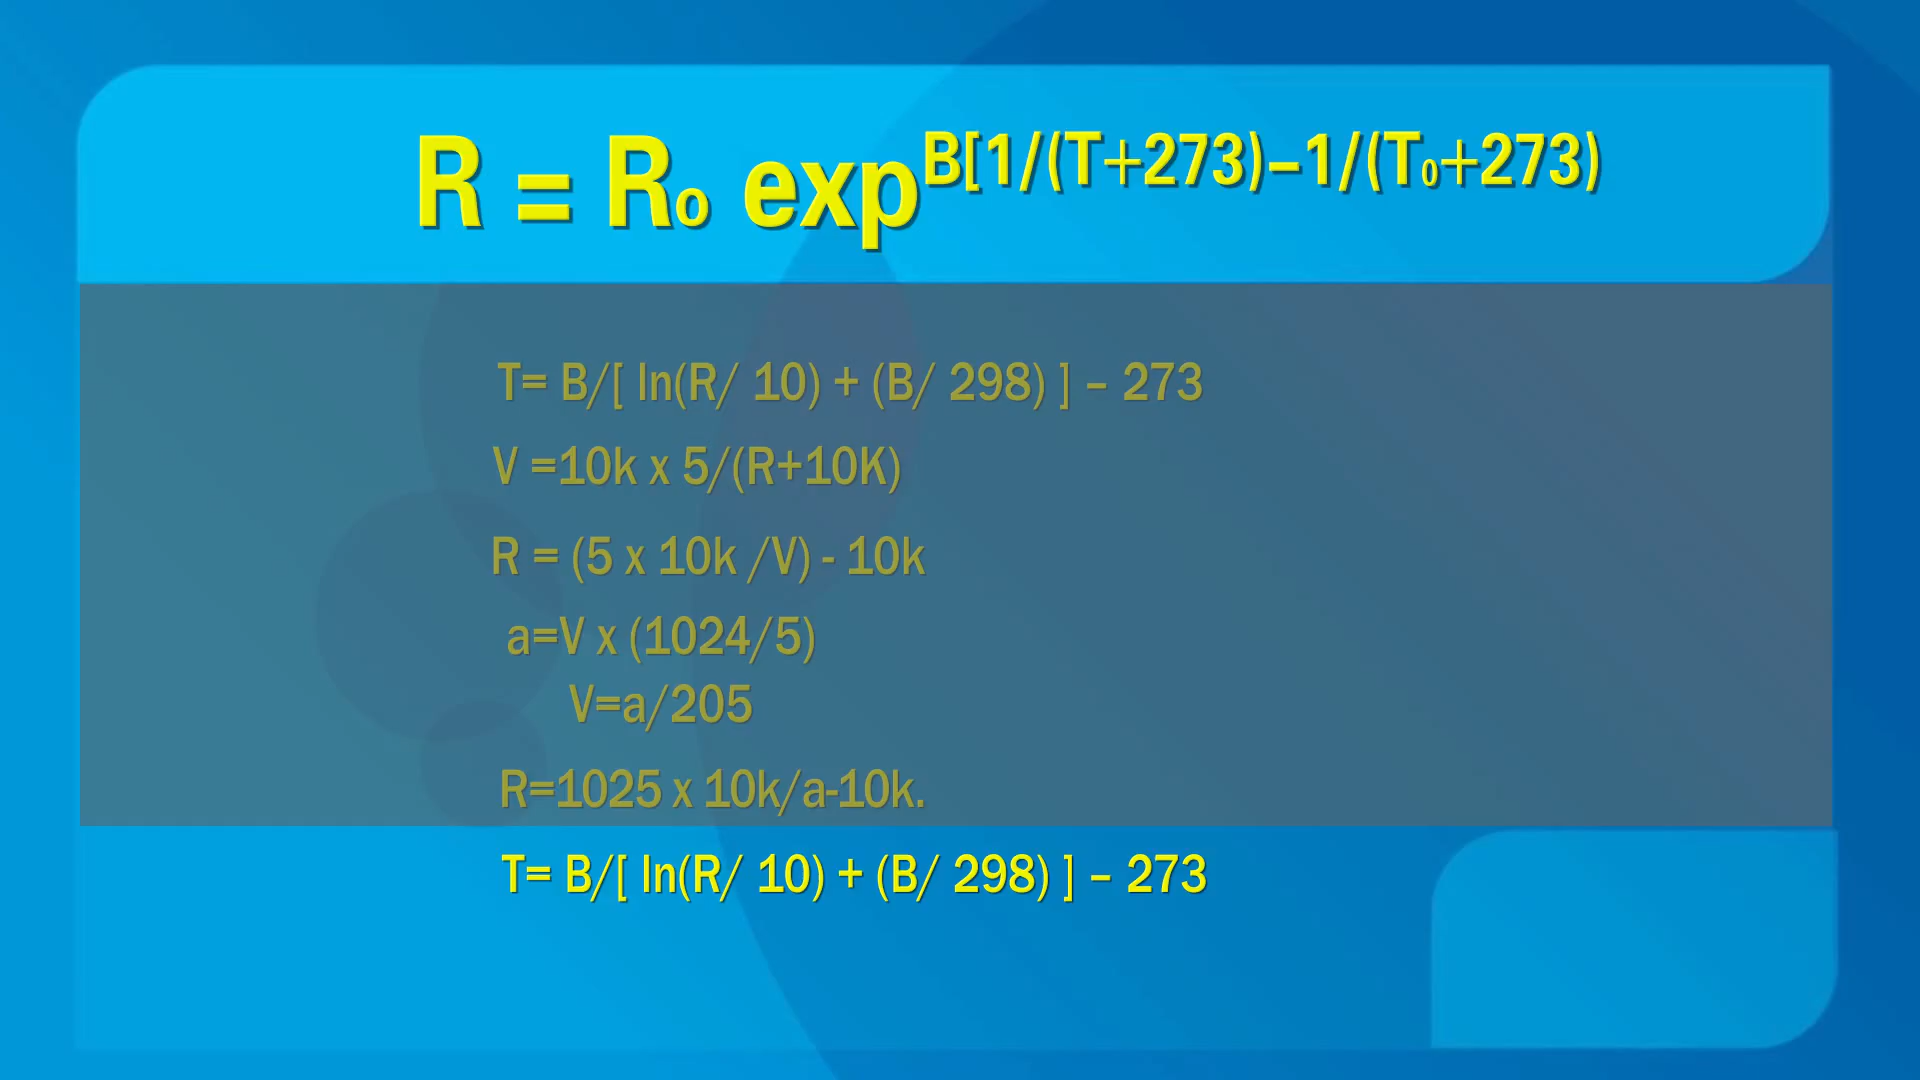 R = R₀ exp^B[1/(T+273)–1/(T₀+273)
T= B/[ ln(R/ 10) + (B/ 298) ] – 273
V =10k x 5/(R+10K)
R = (5 x 10k /V) - 10k
a=V x (1024/5)
V=a/205
R=1025 x 10k/a-10k.
T= B/[ ln(R/ 10) + (B/ 298) ] – 273